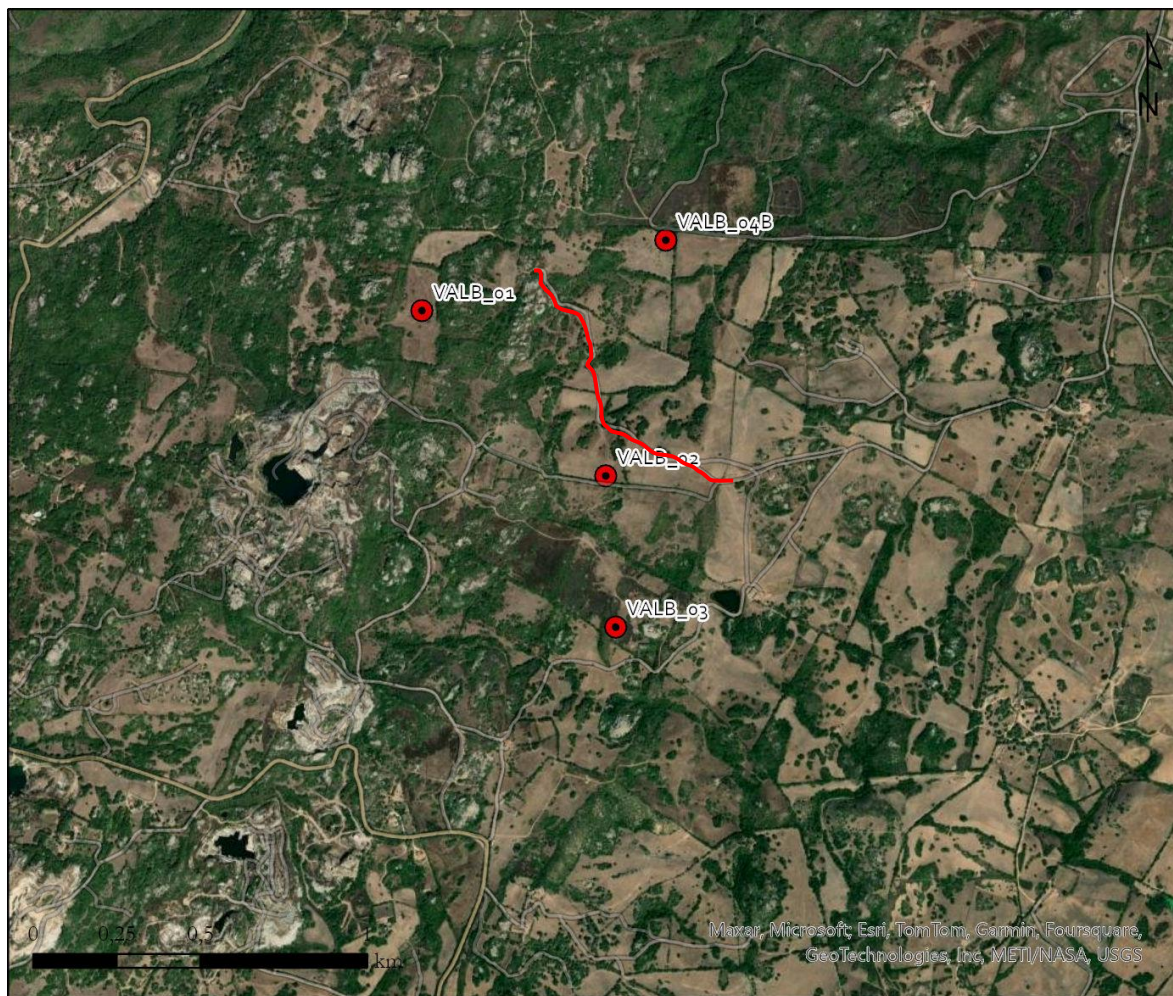 N
VALB_04B
VALB_01
VALB_02
VALB_03
0 0,25 0,5 1 km
Maxar, Microsoft, Esri, TomTom, Garmin, Foursquare,
GeoTechnologies, Inc, METI/NASA, USGS